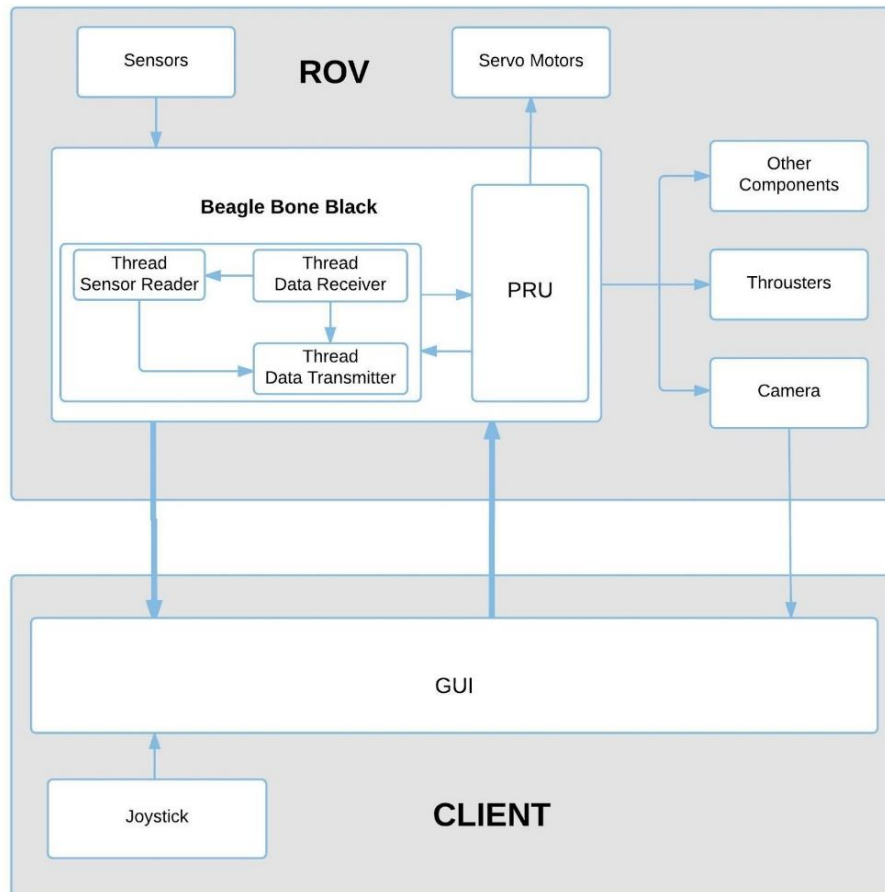 Sensors
ROV
Servo Motors
Other
Components
Beagle Bone Black
Thread
Sensor Reader
Thread
Data Receiver
PRU
Throusters
Thread
Data Transmitter
Camera
GUI
Joystick
CLIENT